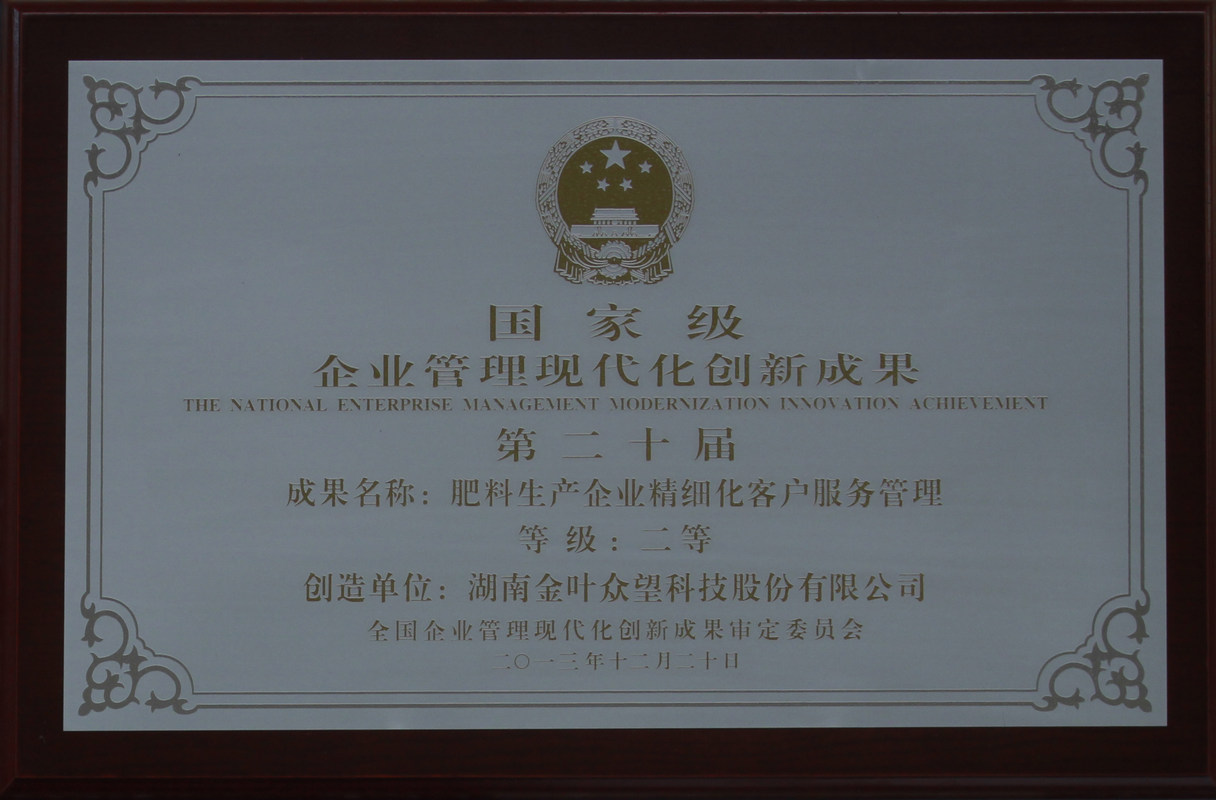 国家级
企业管理现代化创新成果
THE NATIONAL ENTERPRISE MANAGEMENT MODERNIZATION INNOVATION ACHIEVEMENT
第二十届
成果名称：肥料生产企业精细化客户服务管理
等级：二等
创造单位：湖南金叶众望科技股份有限公司
全国企业管理现代化创新成果审定委员会
二〇一三年十二月二十日